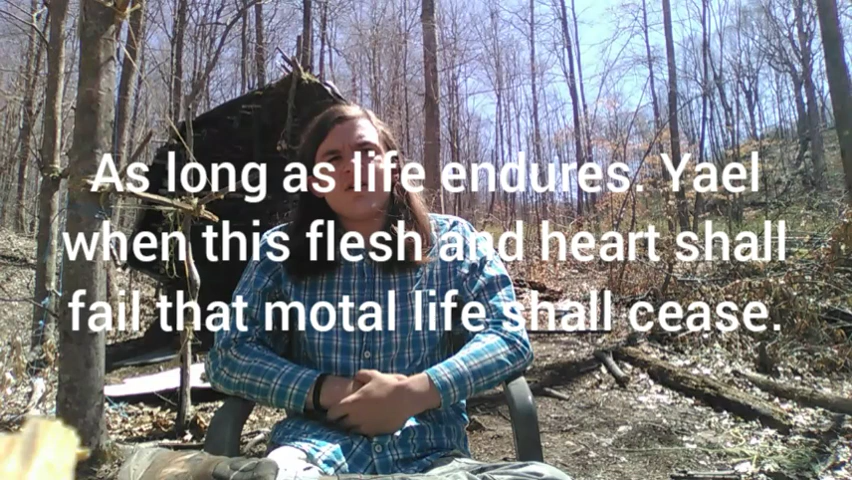 As long as life endures. Yael
when this flesh and heart shall
fail that motal life shall cease.